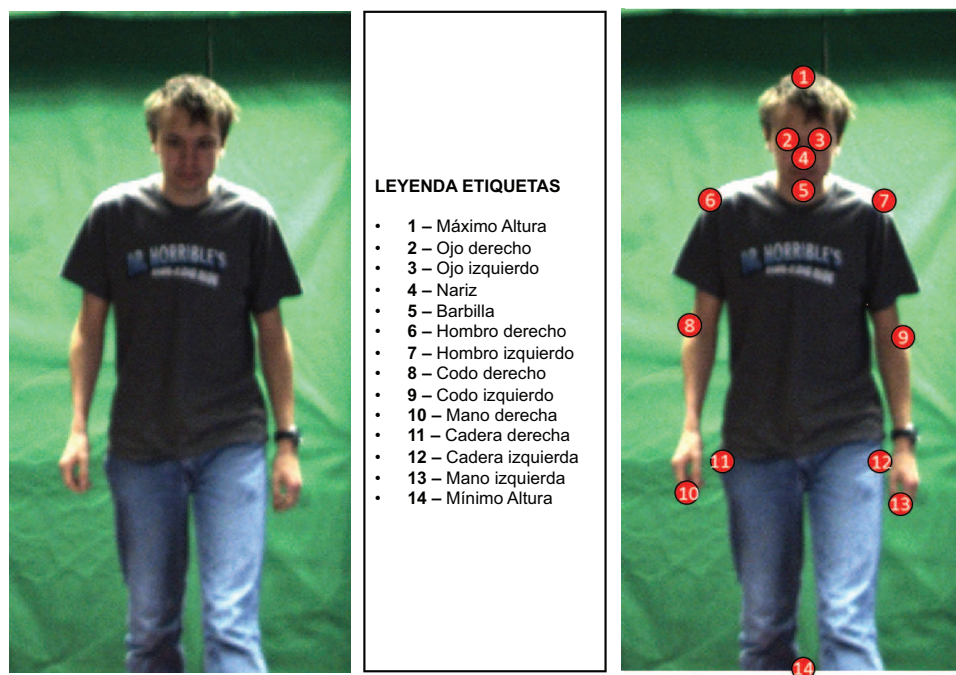 DR. HORRIBLE'S
LEYENDA ETIQUETAS
• 1 – Máximo Altura
• 2 – Ojo derecho
• 3 – Ojo izquierdo
• 4 – Nariz
• 5 – Barbilla
• 6 – Hombro derecho
• 7 – Hombro izquierdo
• 8 – Codo derecho
• 9 – Codo izquierdo
• 10 – Mano derecha
• 11 – Cadera derecha
• 12 – Cadera izquierda
• 13 – Mano izquierda
• 14 – Mínimo Altura
1
2 3
4
5
6 7
DR. HORRIBLE'S
8
9
11 12
10
13
14